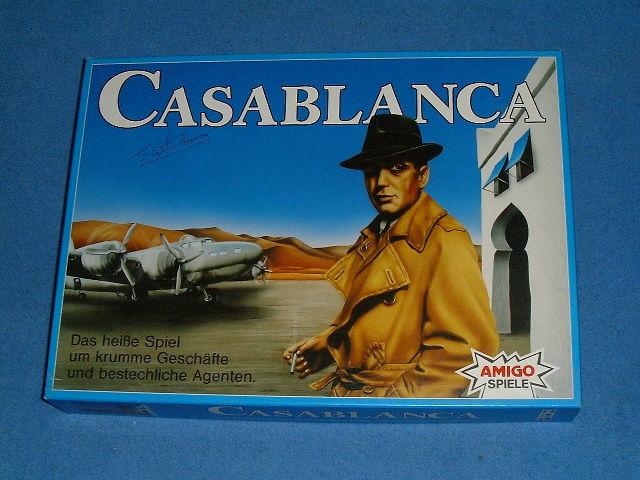 CASABLANCA
Das heiße Spiel
um krumme Geschäfte
und bestechliche Agenten.
AMIGO
SPIELE
CASABLANCA